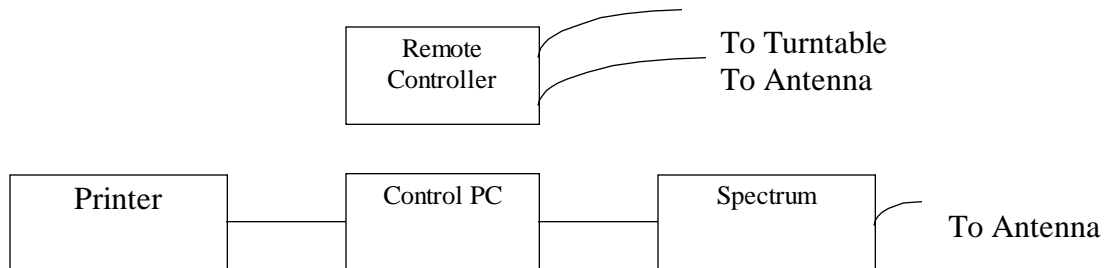 Remote
Controller
To Turntable
To Antenna
Printer
Control PC
Spectrum
To Antenna